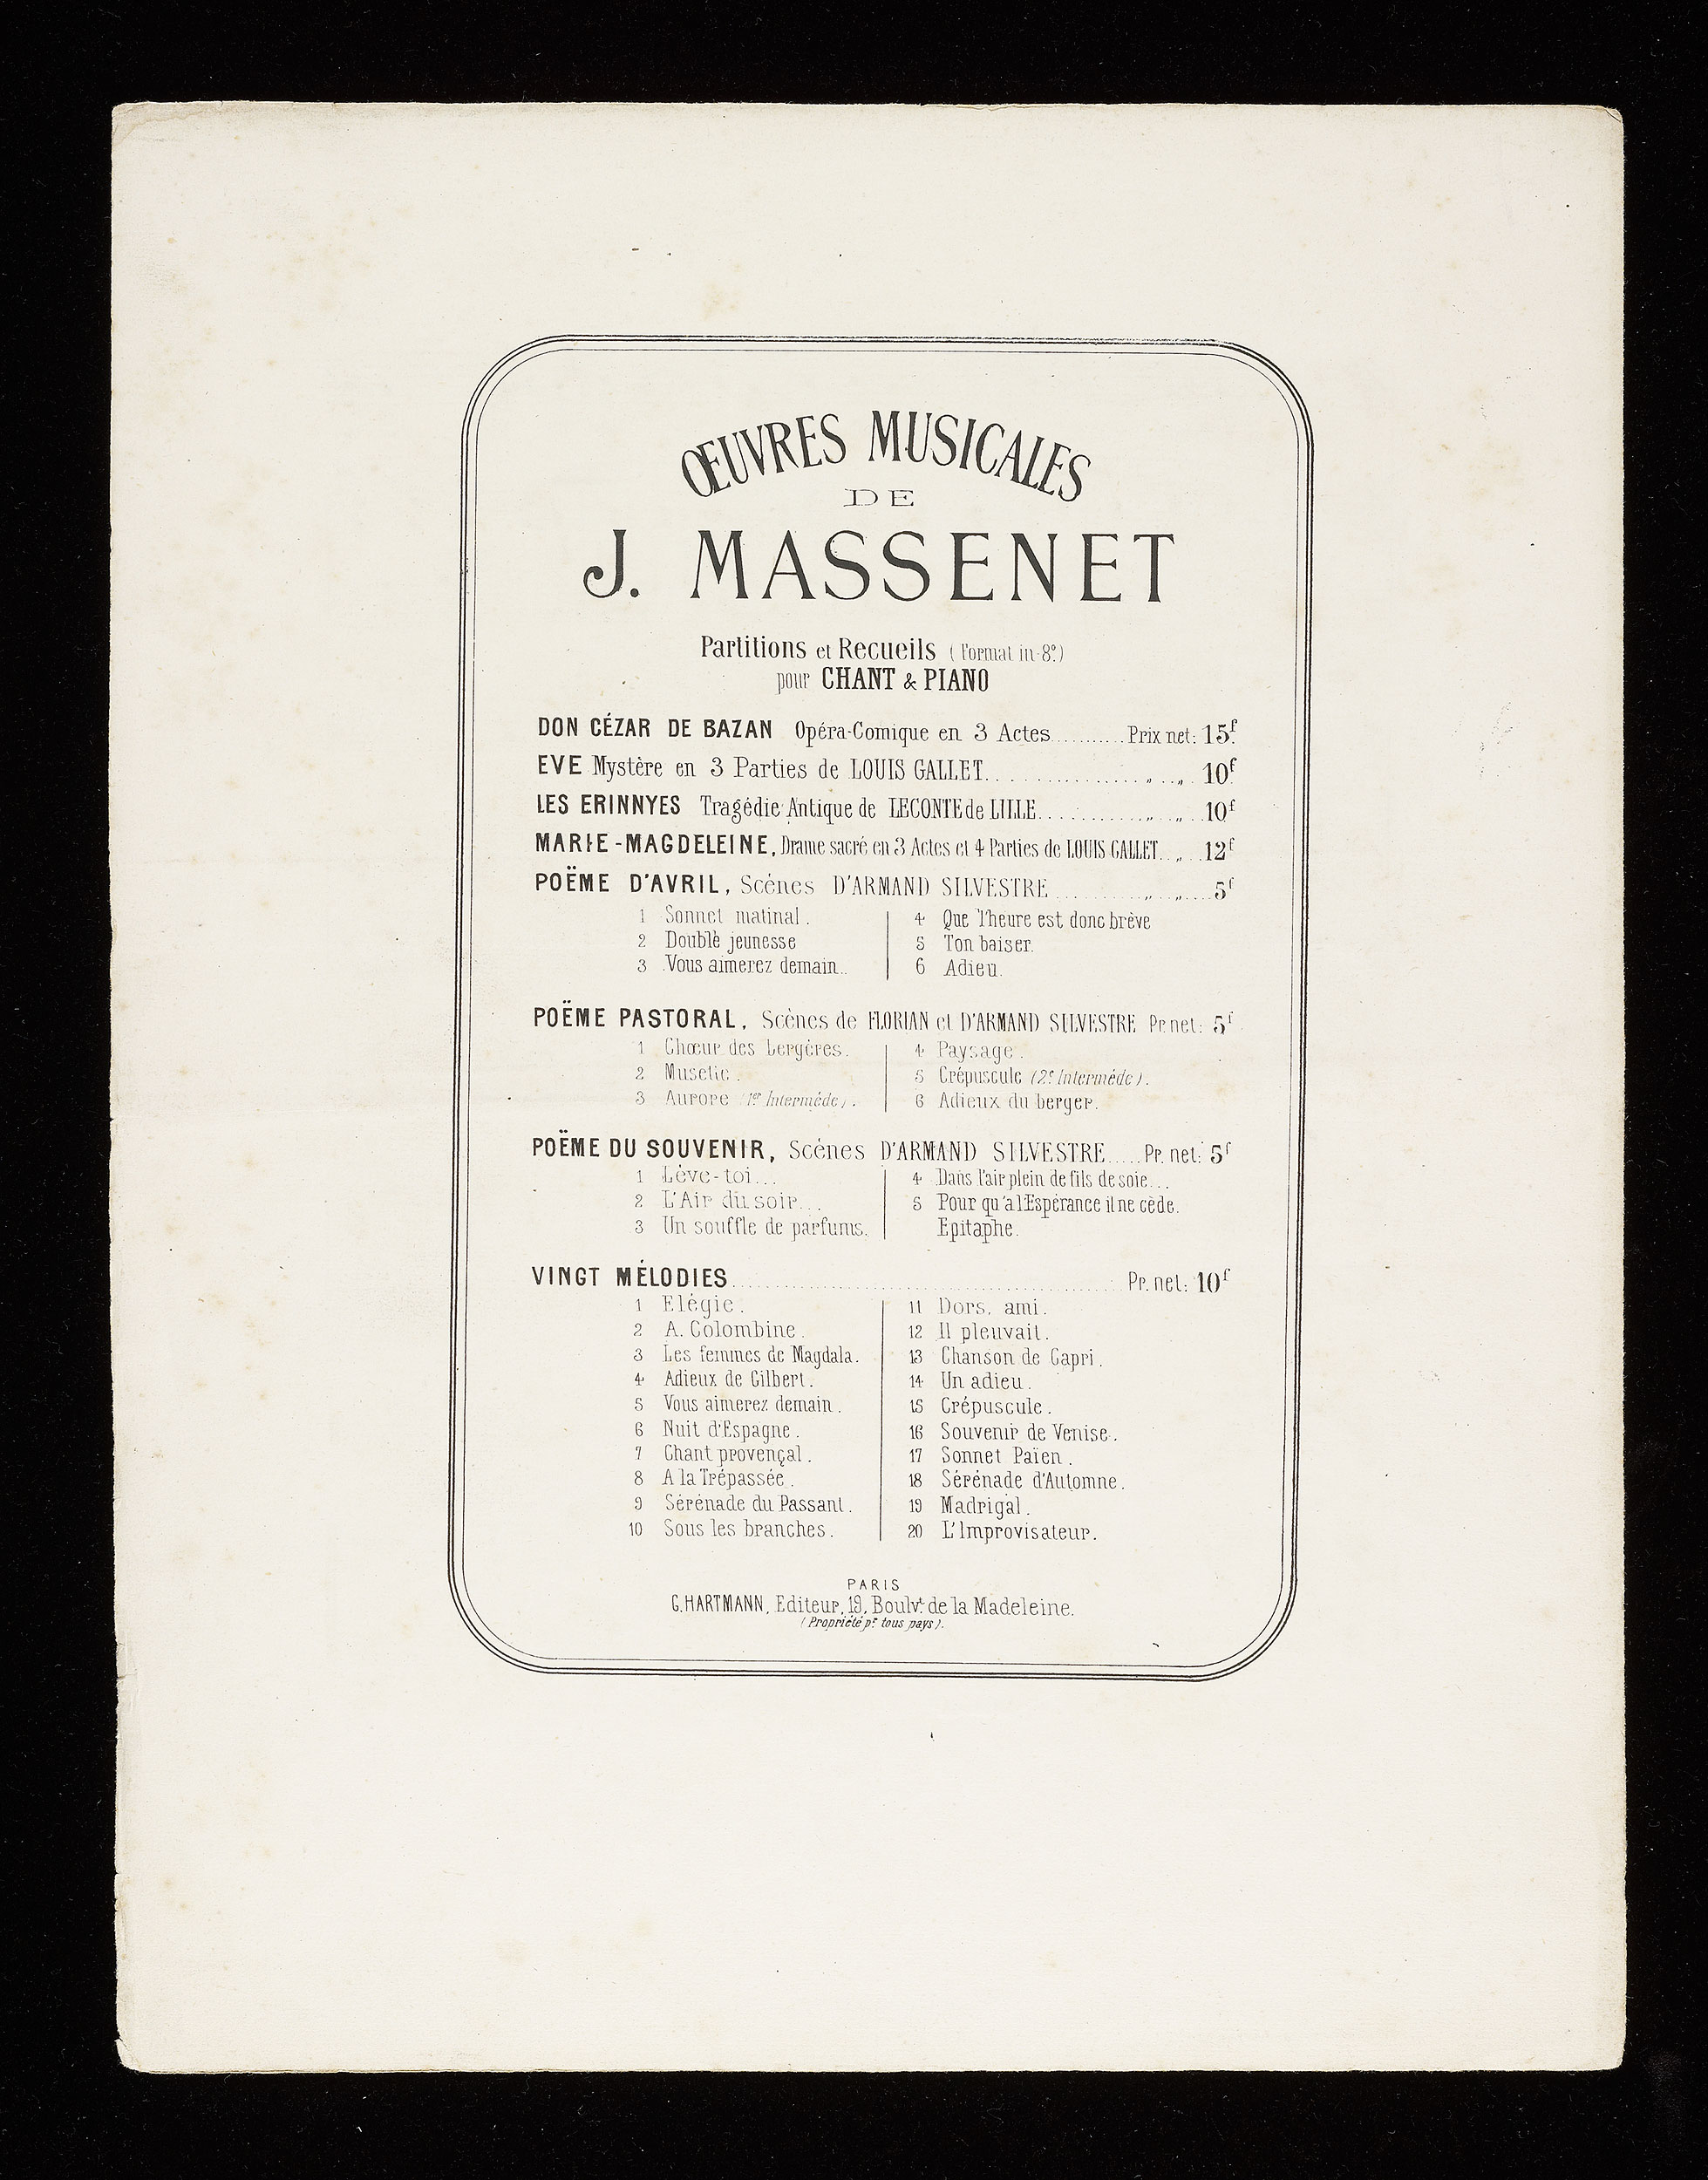 ŒUVRES MUSICALES
DE
J. MASSENET
Partitions et Recueils (Format in-8º)
pour CHANT & PIANO
DON CÉZAR DE BAZAN Opéra-Comique en 3 Actes.......... Prix net: 15f
EVE Mystère en 3 Parties de LOUIS GALLET. .................. „ .. „ .. 10f
LES ERINNYES Tragédie Antique de LECONTE de LILLE. ............ „ .. „ .. 10f
MARIE-MAGDELEINE, Drame sacré en 3 Actes et 4 Parties de LOUIS GALLET .. „ .. 12f
POËME D'AVRIL, Scénes D'ARMAND SILVESTRE .......... „ .. „ .... 5f
1 Sonnet matinal.
2 Double jeunesse
3 Vous aimerez demain..
4 Que l'heure est donc brève
5 Ton baiser.
6 Adieu.
POËME PASTORAL, Scènes de FLORIAN et D'ARMAND SILVESTRE Pr. net: 5f
1 Chœur des bergères.
2 Musette.
3 Aurore (1er Intermède).
4 Paysage.
5 Crépuscule (2e Intermède).
6 Adieux du berger.
POËME DU SOUVENIR, Scènes D'ARMAND SILVESTRE..... Pr. net: 5f
1 Lève-toi...
2 L'Air du soir...
3 Un souffle de parfums.
4 Dans l'air plein de fils de soie...
5 Pour qu'a l'Espérance il ne cède.
Epitaphe.
VINGT MÉLODIES.................... Pr. net: 10f
1 Elégie.
2 A. Colombine.
3 Les femmes de Magdala.
4 Adieux de Gilbert.
5 Vous aimerez demain.
6 Nuit d'Espagne.
7 Chant provençal.
8 A la Trépassée.
9 Sérénade du Passant.
10 Sous les branches.
11 Dors, ami.
12 Il pleuvait.
13 Chanson de Capri.
14 Un adieu.
15 Crépuscule.
16 Souvenir de Venise.
17 Sonnet Païen.
18 Sérénade d'Automne.
19 Madrigal.
20 L'Improvisateur.
PARIS
G. HARTMANN, Editeur, 19, Boulvt de la Madeleine.
(Propriété pr tous pays).